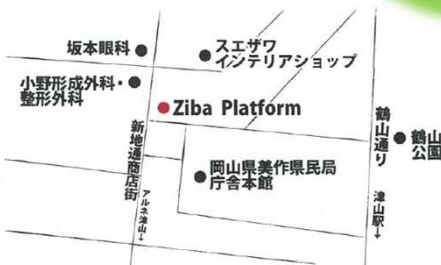 坂本眼科
スエザワ
インテリアショップ
小野形成外科・
整形外科
Ziba Platform
新地通商店街
アルネ津山↓
岡山県美作県民局
庁舎本館
鶴山通り
津山駅↓
鶴山
公園